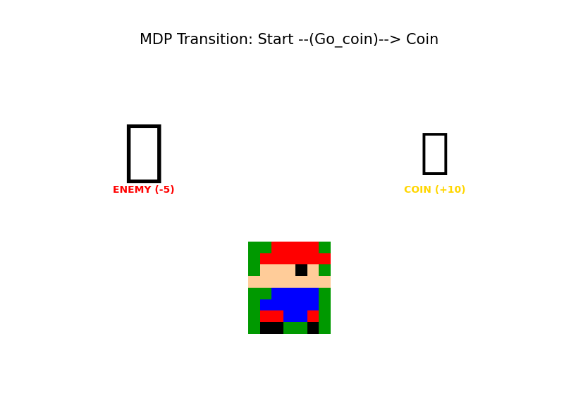 MDP Transition: Start --(Go_coin)--> Coin
ENEMY (-5)
COIN (+10)